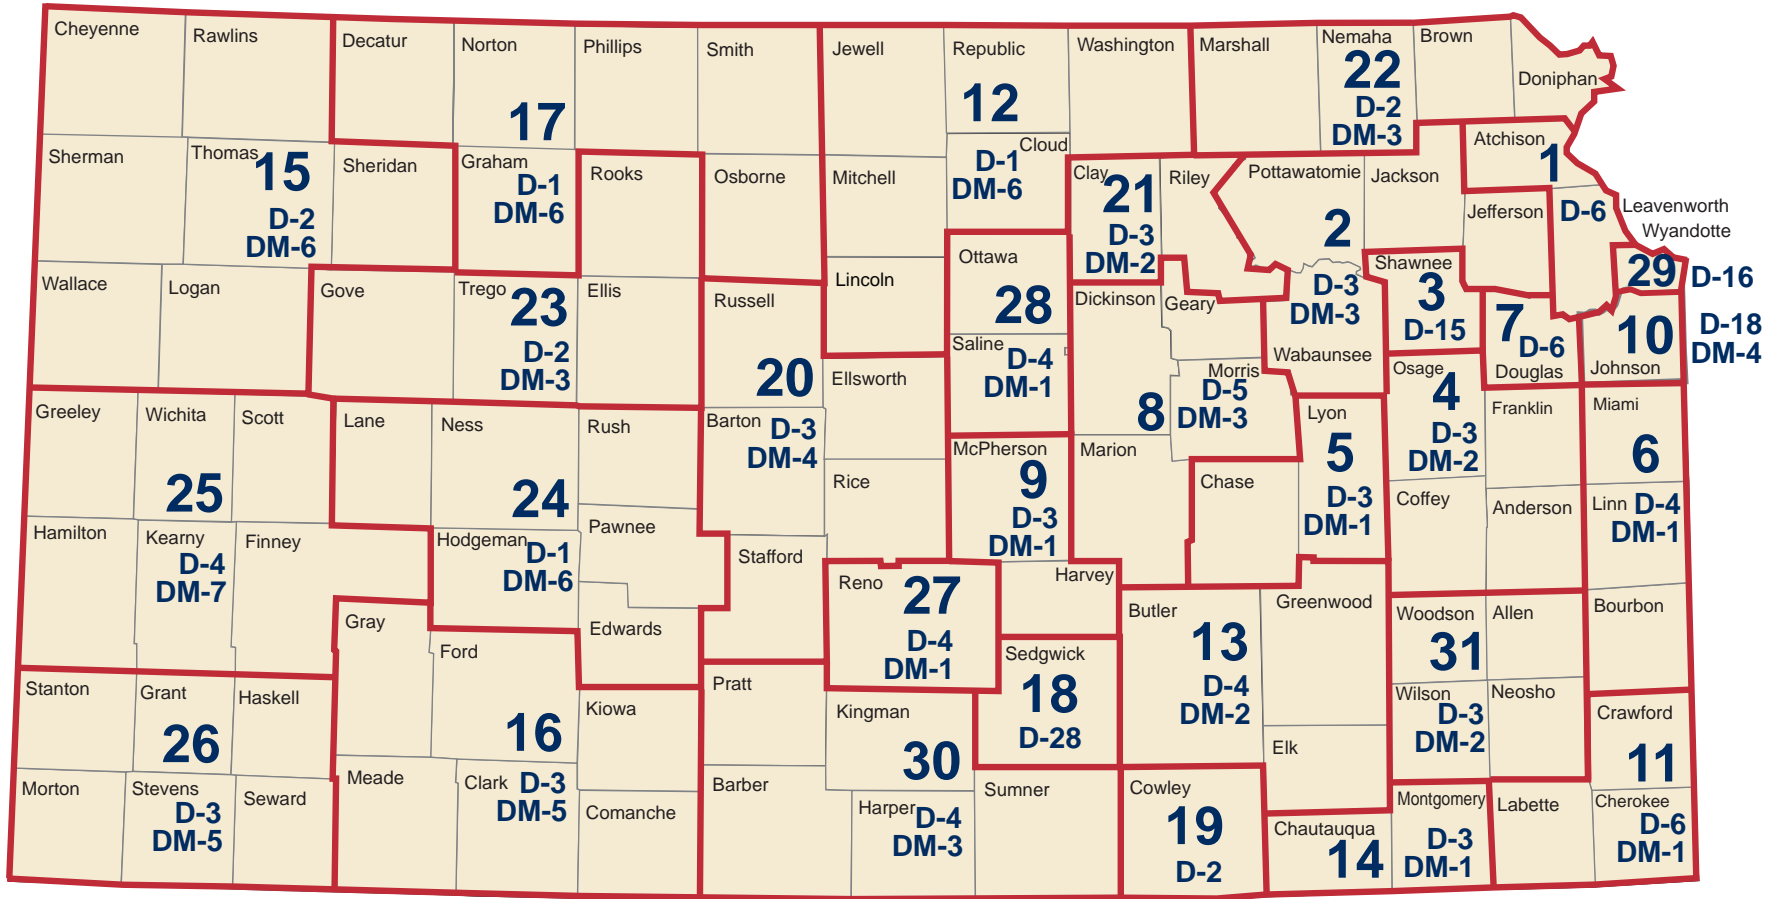 Cheyenne
Rawlins
Decatur
Norton
Phillips
Smith
Jewell
Republic
Washington
Marshall
Nemaha
Brown
Doniphan
17
12
22
D-2
DM-3
Sherman
Thomas
15
D-2
DM-6
Sheridan
Graham
D-1
DM-6
Rooks
Osborne
Mitchell
Cloud
D-1
DM-6
Clay
21
D-3
DM-2
Riley
Pottawatomie
Jackson
2
D-3
DM-3
Atchison
1
D-6
Jefferson
Leavenworth
Wyandotte
29
D-16
Wallace
Logan
Gove
Trego
23
D-2
DM-3
Ellis
Russell
20
Lincoln
Ottawa
28
Saline
D-4
DM-1
Dickinson
Geary
8
Morris
D-5
DM-3
Wabaunsee
Shawnee
3
D-15
7
D-6
Douglas
10
Johnson
D-18
DM-4
Greeley
Wichita
Scott
25
Lane
Ness
24
Rush
Barton
D-3
DM-4
Ellsworth
Rice
McPherson
9
D-3
DM-1
Marion
Chase
Lyon
5
D-3
DM-1
Osage
4
D-3
DM-2
Franklin
Miami
6
Coffey
Anderson
Linn
D-4
DM-1
Hamilton
Kearny
D-4
DM-7
Finney
Hodgeman
D-1
DM-6
Pawnee
Edwards
Stafford
Reno
27
D-4
DM-1
Harvey
Butler
13
D-4
DM-2
Greenwood
Woodson
31
Allen
Bourbon
Gray
Ford
16
Kiowa
Pratt
Kingman
30
Sedgwick
18
D-28
Elk
Wilson
D-3
DM-2
Neosho
Crawford
11
Stanton
Grant
Haskell
26
Morton
Stevens
D-3
DM-5
Seward
Meade
Clark
D-3
DM-5
Comanche
Barber
Harper
D-4
DM-3
Sumner
Cowley
19
D-2
Chautauqua
14
Montgomery
D-3
DM-1
Labette
Cherokee
D-6
DM-1